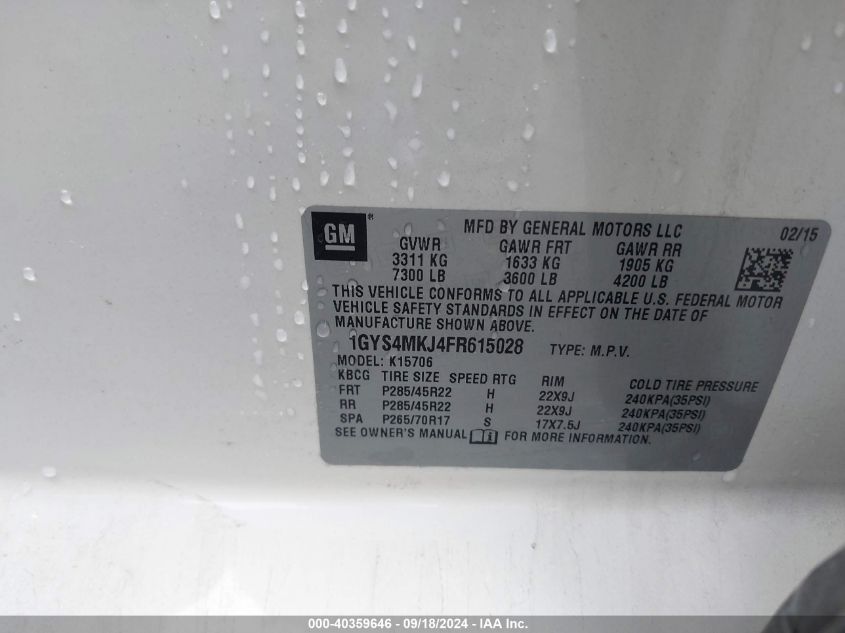 GM®
MFD BY GENERAL MOTORS LLC 02/15
GVWR GAWR FRT GAWR RR
3311 KG 1633 KG 1905 KG
7300 LB 3600 LB 4200 LB
THIS VEHICLE CONFORMS TO ALL APPLICABLE U.S. FEDERAL MOTOR
VEHICLE SAFETY STANDARDS IN EFFECT ON THE DATE OF
MANUFACTURE SHOWN ABOVE.
1GYS4MKJ4FR615028 TYPE: M.P.V.
MODEL: K15706
KBCG TIRE SIZE SPEED RTG RIM COLD TIRE PRESSURE
FRT P285/45R22 H 22X9J 240KPA(35PSI)
RR P285/45R22 H 22X9J 240KPA(35PSI)
SPA P265/70R17 S 17X7.5J 240KPA(35PSI)
SEE OWNER'S MANUAL FOR MORE INFORMATION.
000-40359646 - 09/18/2024 - IAA Inc.